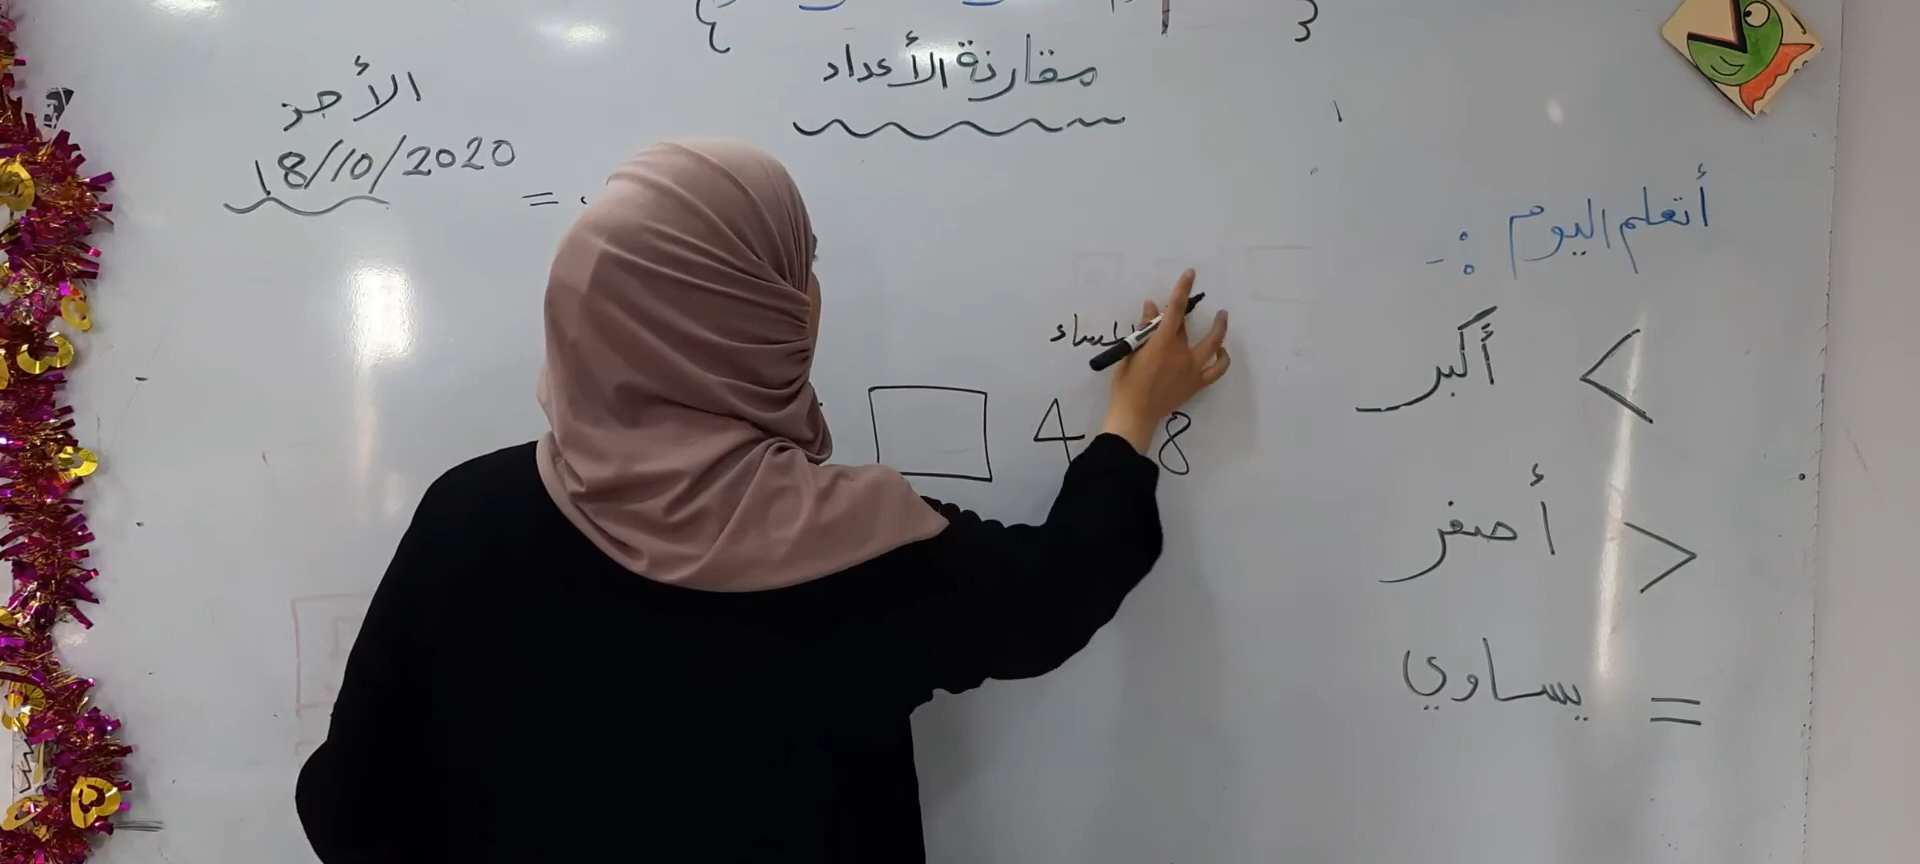 مقارنة الأعداد
الأحد
18/10/2020
=
أتعلم اليوم :-
أكبر <
أصغر >
يساوي =
4 8